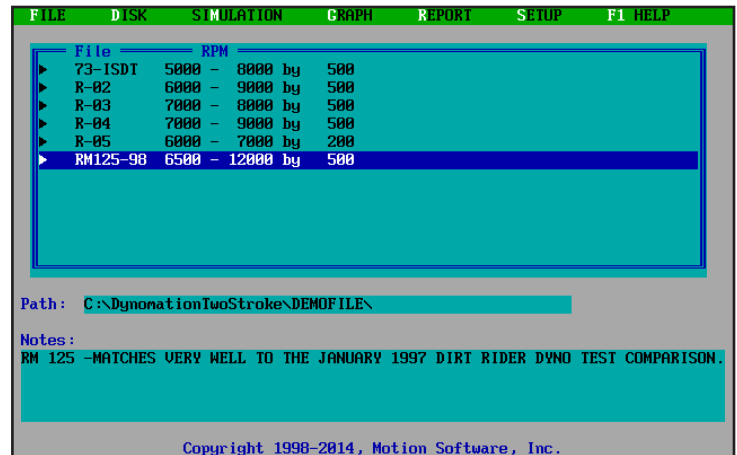 FILE DISK SIMULATION GRAPH REPORT SETUP F1 HELP
File RPM
73-ISDT 5000 - 8000 by 500
R-02 6000 - 9000 by 500
R-03 7000 - 8000 by 500
R-04 7000 - 9000 by 500
R-05 6000 - 7000 by 200
RM125-98 6500 - 12000 by 500
Path: C:\DynomationTwoStroke\DEMOFILE\
Notes:
RM 125 -MATCHES VERY WELL TO THE JANUARY 1997 DIRT RIDER DYNO TEST COMPARISON.
Copyright 1998-2014, Motion Software, Inc.